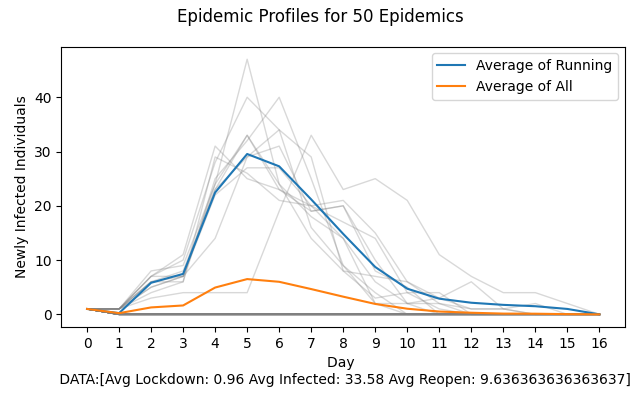 Epidemic Profiles for 50 Epidemics
Newly Infected Individuals
40
30
20
10
0
Average of Running
Average of All
0 1 2 3 4 5 6 7 8 9 10 11 12 13 14 15 16
Day
DATA:[Avg Lockdown: 0.96 Avg Infected: 33.58 Avg Reopen: 9.636363636363637]